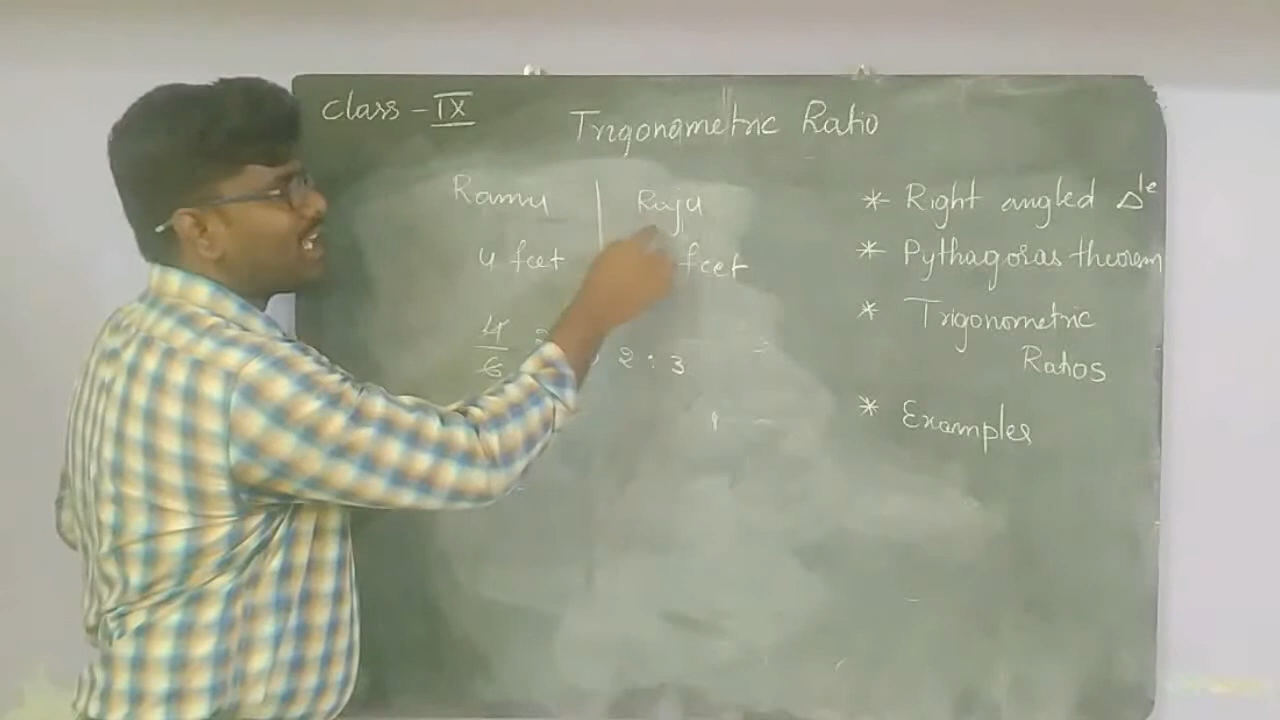 Class - IX
Trigonometric Ratio
Ramu | Raju
4 feet
feet
4
6
2 : 3
* Right angled Δle
* Pythagoras theorem
* Trigonometric
Ratios
* Examples